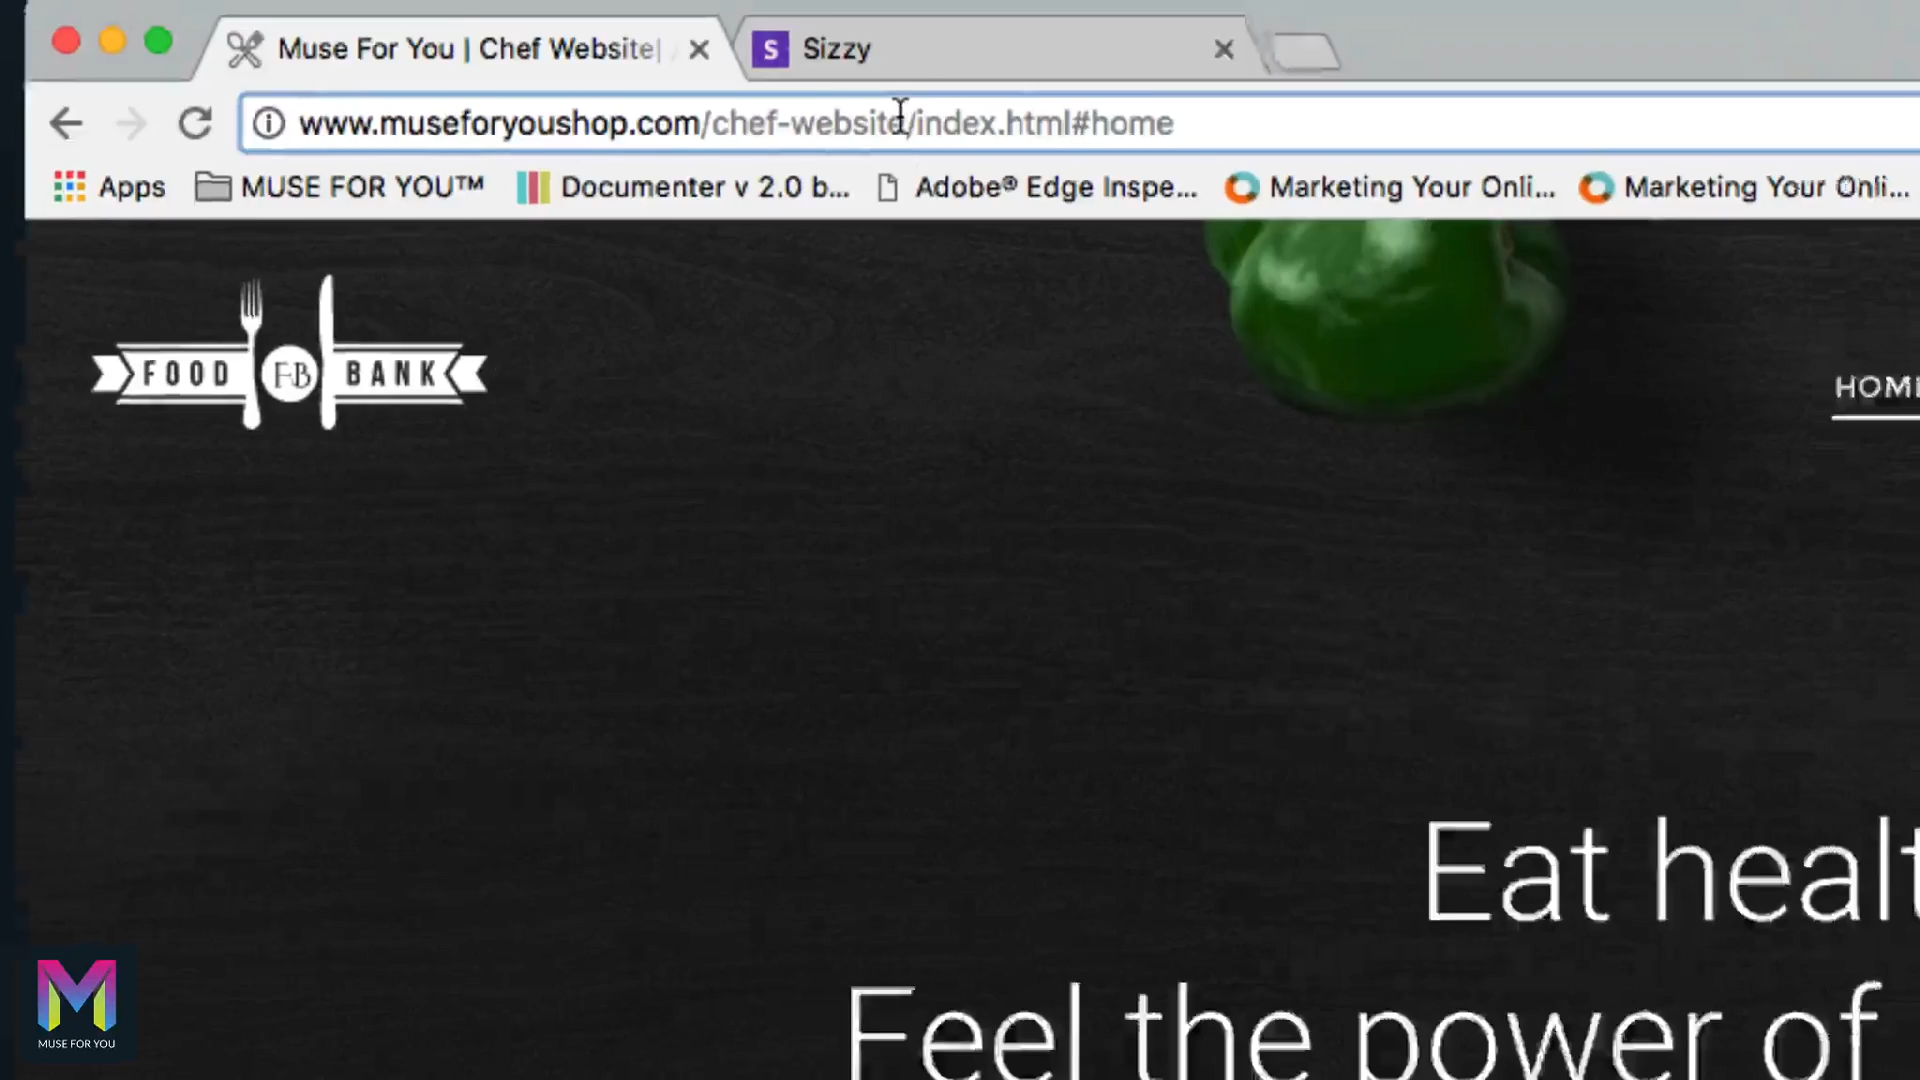 Muse For You | Chef Website|
S Sizzy
www.museforyoushop.com/chef-website/index.html#home
Apps MUSE FOR YOU™ Documenter v 2.0 b... Adobe® Edge Inspe... Marketing Your Onli... Marketing Your Onli...
FOOD FB BANK
HOME
Eat healt
Feel the power of
M
MUSE FOR YOU